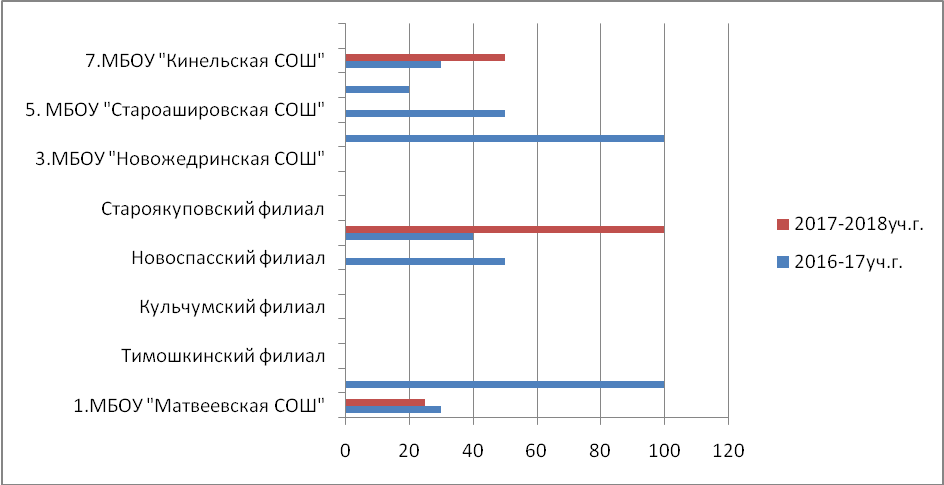 7.МБОУ "Кинельская СОШ"
5. МБОУ "Староашировская СОШ"
3.МБОУ "Новожедринская СОШ"
Староякуповский филиал
Новоспасский филиал
Кульчумский филиал
Тимошкинский филиал
1.МБОУ "Матвеевская СОШ"
0 20 40 60 80 100 120
2017-2018уч.г.
2016-17уч.г.